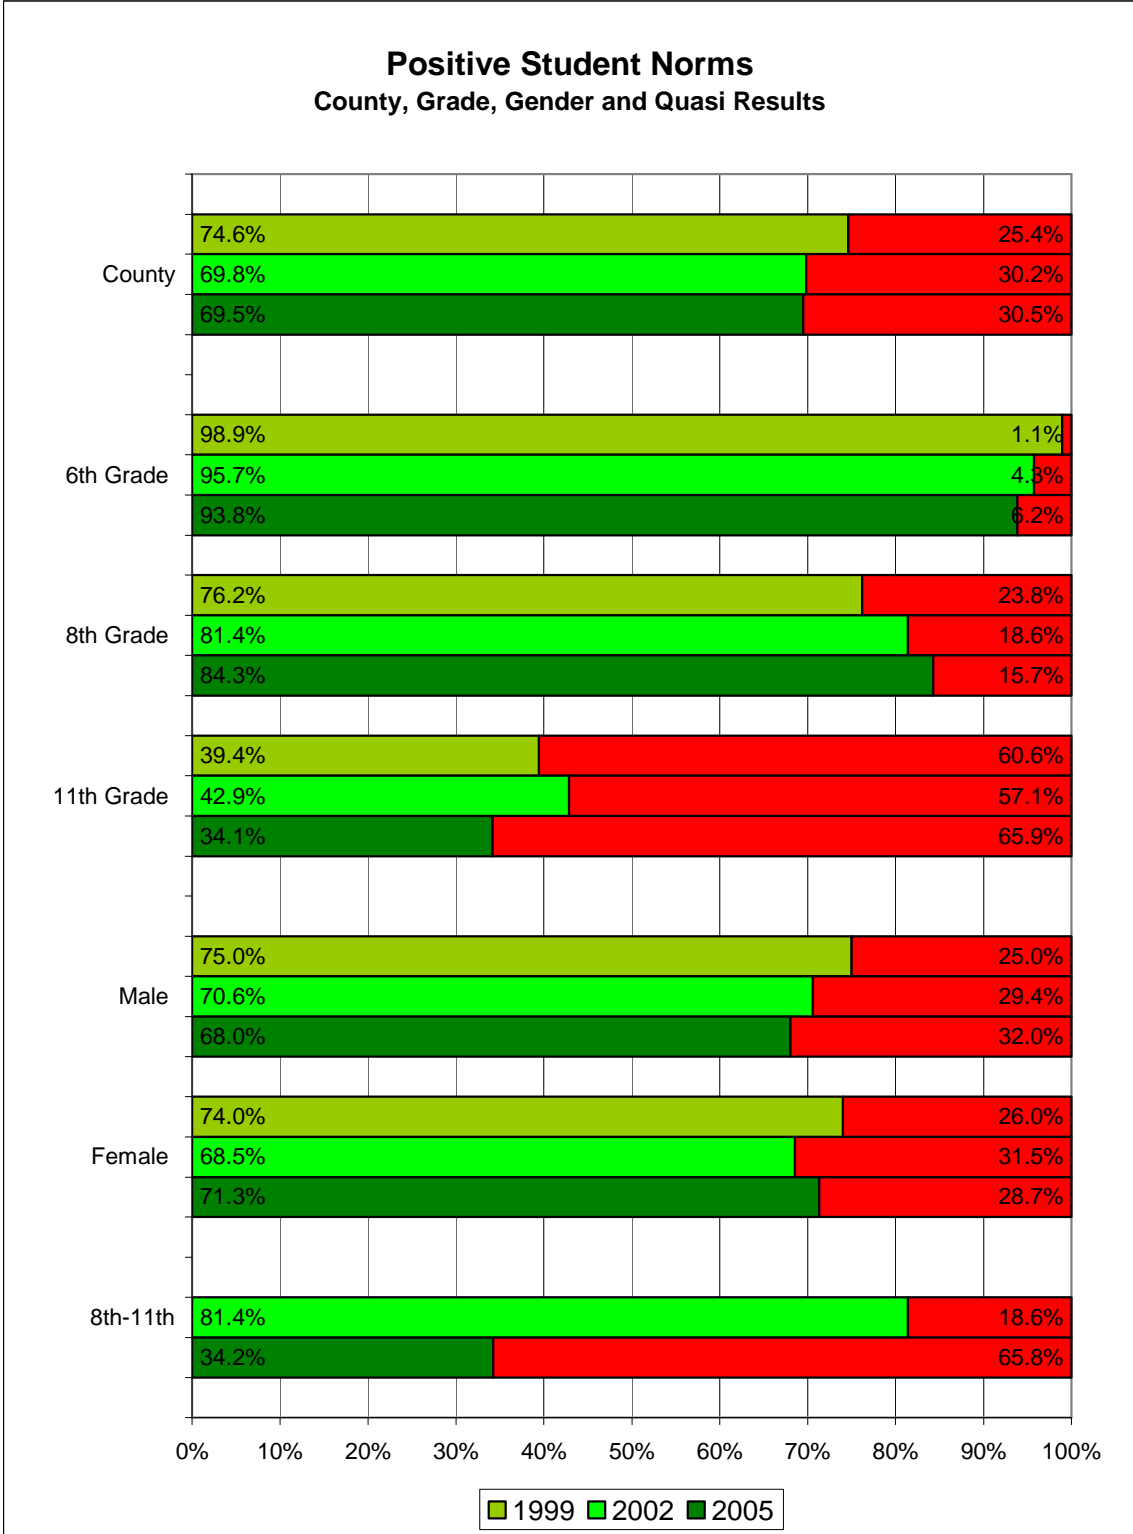 Positive Student Norms
County, Grade, Gender and Quasi Results
74.6% 25.4%
County 69.8% 30.2%
69.5% 30.5%
98.9% 1.1%
6th Grade 95.7% 4.3%
93.8% 6.2%
76.2% 23.8%
8th Grade 81.4% 18.6%
84.3% 15.7%
39.4% 60.6%
11th Grade 42.9% 57.1%
34.1% 65.9%
75.0% 25.0%
Male 70.6% 29.4%
68.0% 32.0%
74.0% 26.0%
Female 68.5% 31.5%
71.3% 28.7%
8th-11th 81.4% 18.6%
34.2% 65.8%
0% 10% 20% 30% 40% 50% 60% 70% 80% 90% 100%
1999 2002 2005